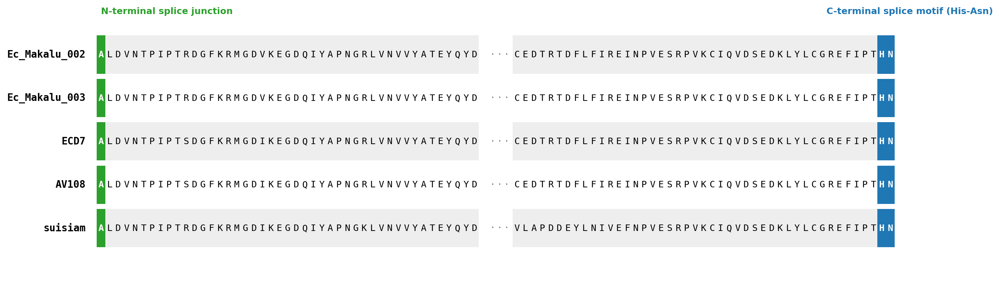 N-terminal splice junction C-terminal splice motif (His-Asn)
Ec_Makalu_002 ALDVNTPIPTRDGFKRMGDVKEGDQIYAPNGRLVNVVYATEYQYD ··· CEDTRTDFLFIREINPVESRPVKCIQVDSEDKLYLCGREFIPTHN
Ec_Makalu_003 ALDVNTPIPTRDGFKRMGDVKEGDQIYAPNGRLVNVVYATEYQYD ··· CEDTRTDFLFIREINPVESRPVKCIQVDSEDKLYLCGREFIPTHN
ECD7 ALDVNTPIPTSDGFKRMGDIKEGDQIYAPNGRLVNVVYATEYQYD ··· CEDTRTDFLFIREINPVESRPVKCIQVDSEDKLYLCGREFIPTHN
AV108 ALDVNTPIPTSDGFKRMGDIKEGDQIYAPNGRLVNVVYATEYQYD ··· CEDTRTDFLFIREINPVESRPVKCIQVDSEDKLYLCGREFIPTHN
suisiam ALDVNTPIPTRDGFKRMGDIKEGDQIYAPNGKLVNVVYATEYQYD ··· VLAPDDEYLNIVEFNPVESRPVKCIQVDSEDKLYLCGREFIPTHN